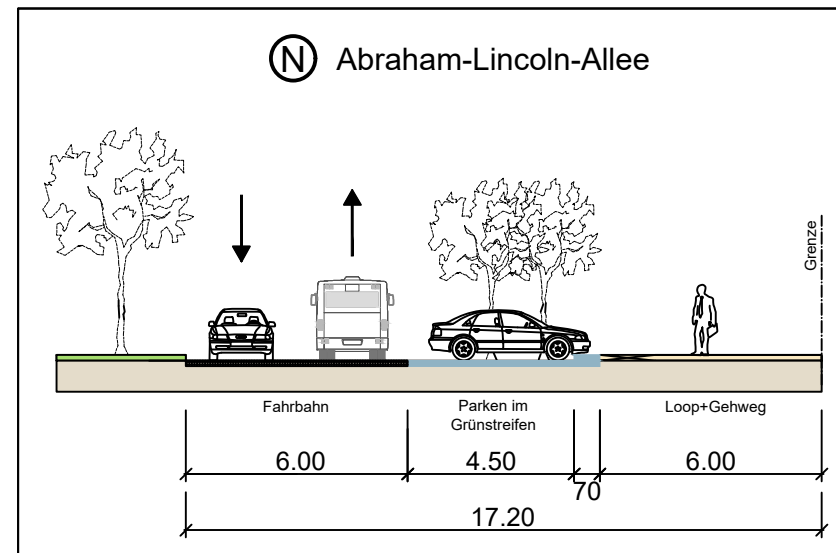 N Abraham-Lincoln-Allee
Grenze
Fahrbahn
Parken im
Grünstreifen
Loop+Gehweg
6.00
4.50
70
6.00
17.20